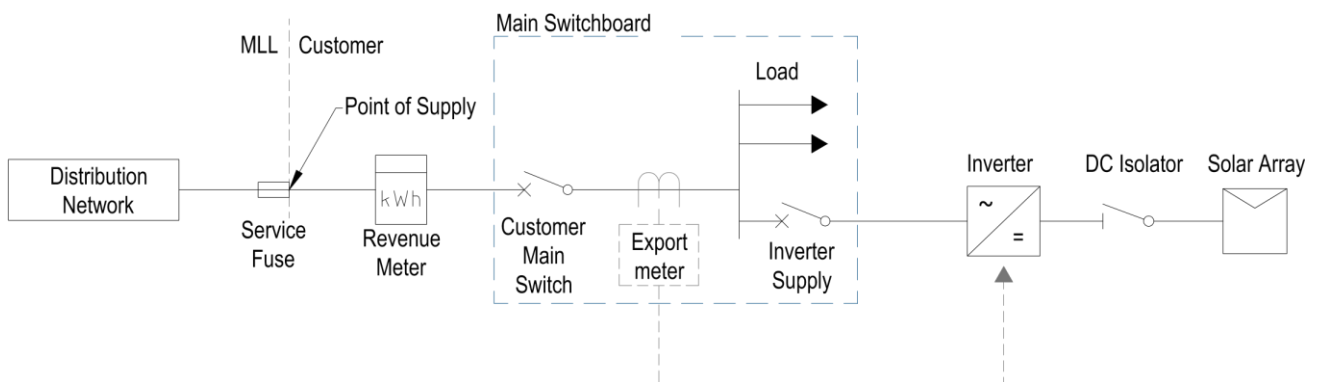 Main Switchboard
MLL
Customer
Load
Point of Supply
Distribution
Network
Service
Fuse
kWh
Revenue
Meter
Customer
Main
Switch
Export
meter
Inverter
Supply
Inverter
~
=
DC Isolator
Solar Array